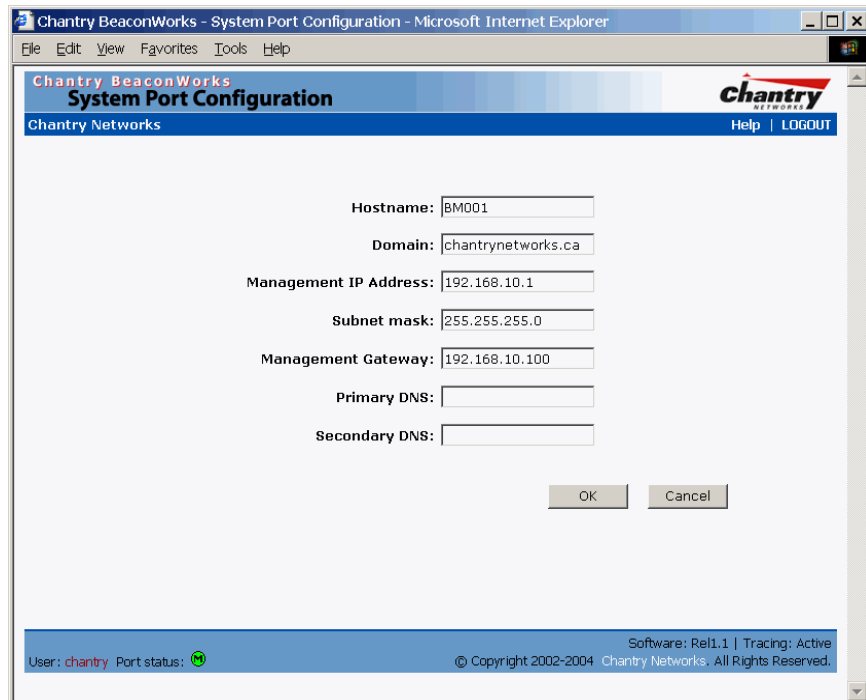 Chantry BeaconWorks - System Port Configuration - Microsoft Internet Explorer
File Edit View Favorites Tools Help
Chantry BeaconWorks
System Port Configuration
Chantry
NETWORKS
Chantry Networks
Help | LOGOUT
Hostname: BM001
Domain: chantrynetworks.ca
Management IP Address: 192.168.10.1
Subnet mask: 255.255.255.0
Management Gateway: 192.168.10.100
Primary DNS:
Secondary DNS:
OK Cancel
Software: Rel1.1 | Tracing: Active
User: chantry Port status: M
© Copyright 2002-2004 Chantry Networks. All Rights Reserved.